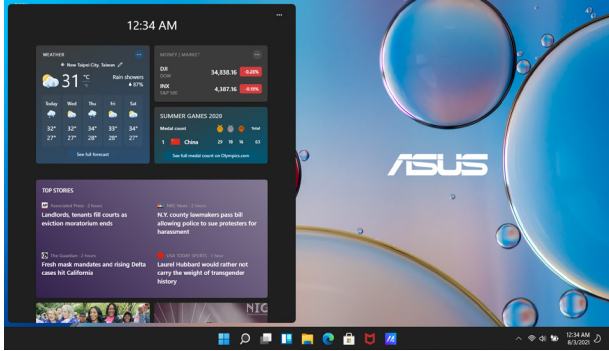 12:34 AM
WEATHER
New Taipei City, Taiwan
31 °C
Rain showers
87%
Today Wed Thu Fri Sat
32° 32° 34° 33° 34°
27° 27° 28° 28° 27°
See full forecast
MONEY | MARKET
DJI 34,838.16 -0.28%
DOW
INX 4,387.16 -0.18%
S&P 500
SUMMER GAMES 2020
Medal count Total
1 China 29 18 16 63
See full medal count on Olympics.com
TOP STORIES
Associated Press · 2 hours
Landlords, tenants fill courts as
eviction moratorium ends
NBC News · 2 hours
N.Y. county lawmakers pass bill
allowing police to sue protesters for
harassment
The Guardian · 2 hours
Fresh mask mandates and rising Delta
cases hit California
USA TODAY SPORTS · 1 hour
Laurel Hubbard would rather not
carry the weight of transgender
history
NIC
ASUS
12:34 AM
8/3/2021